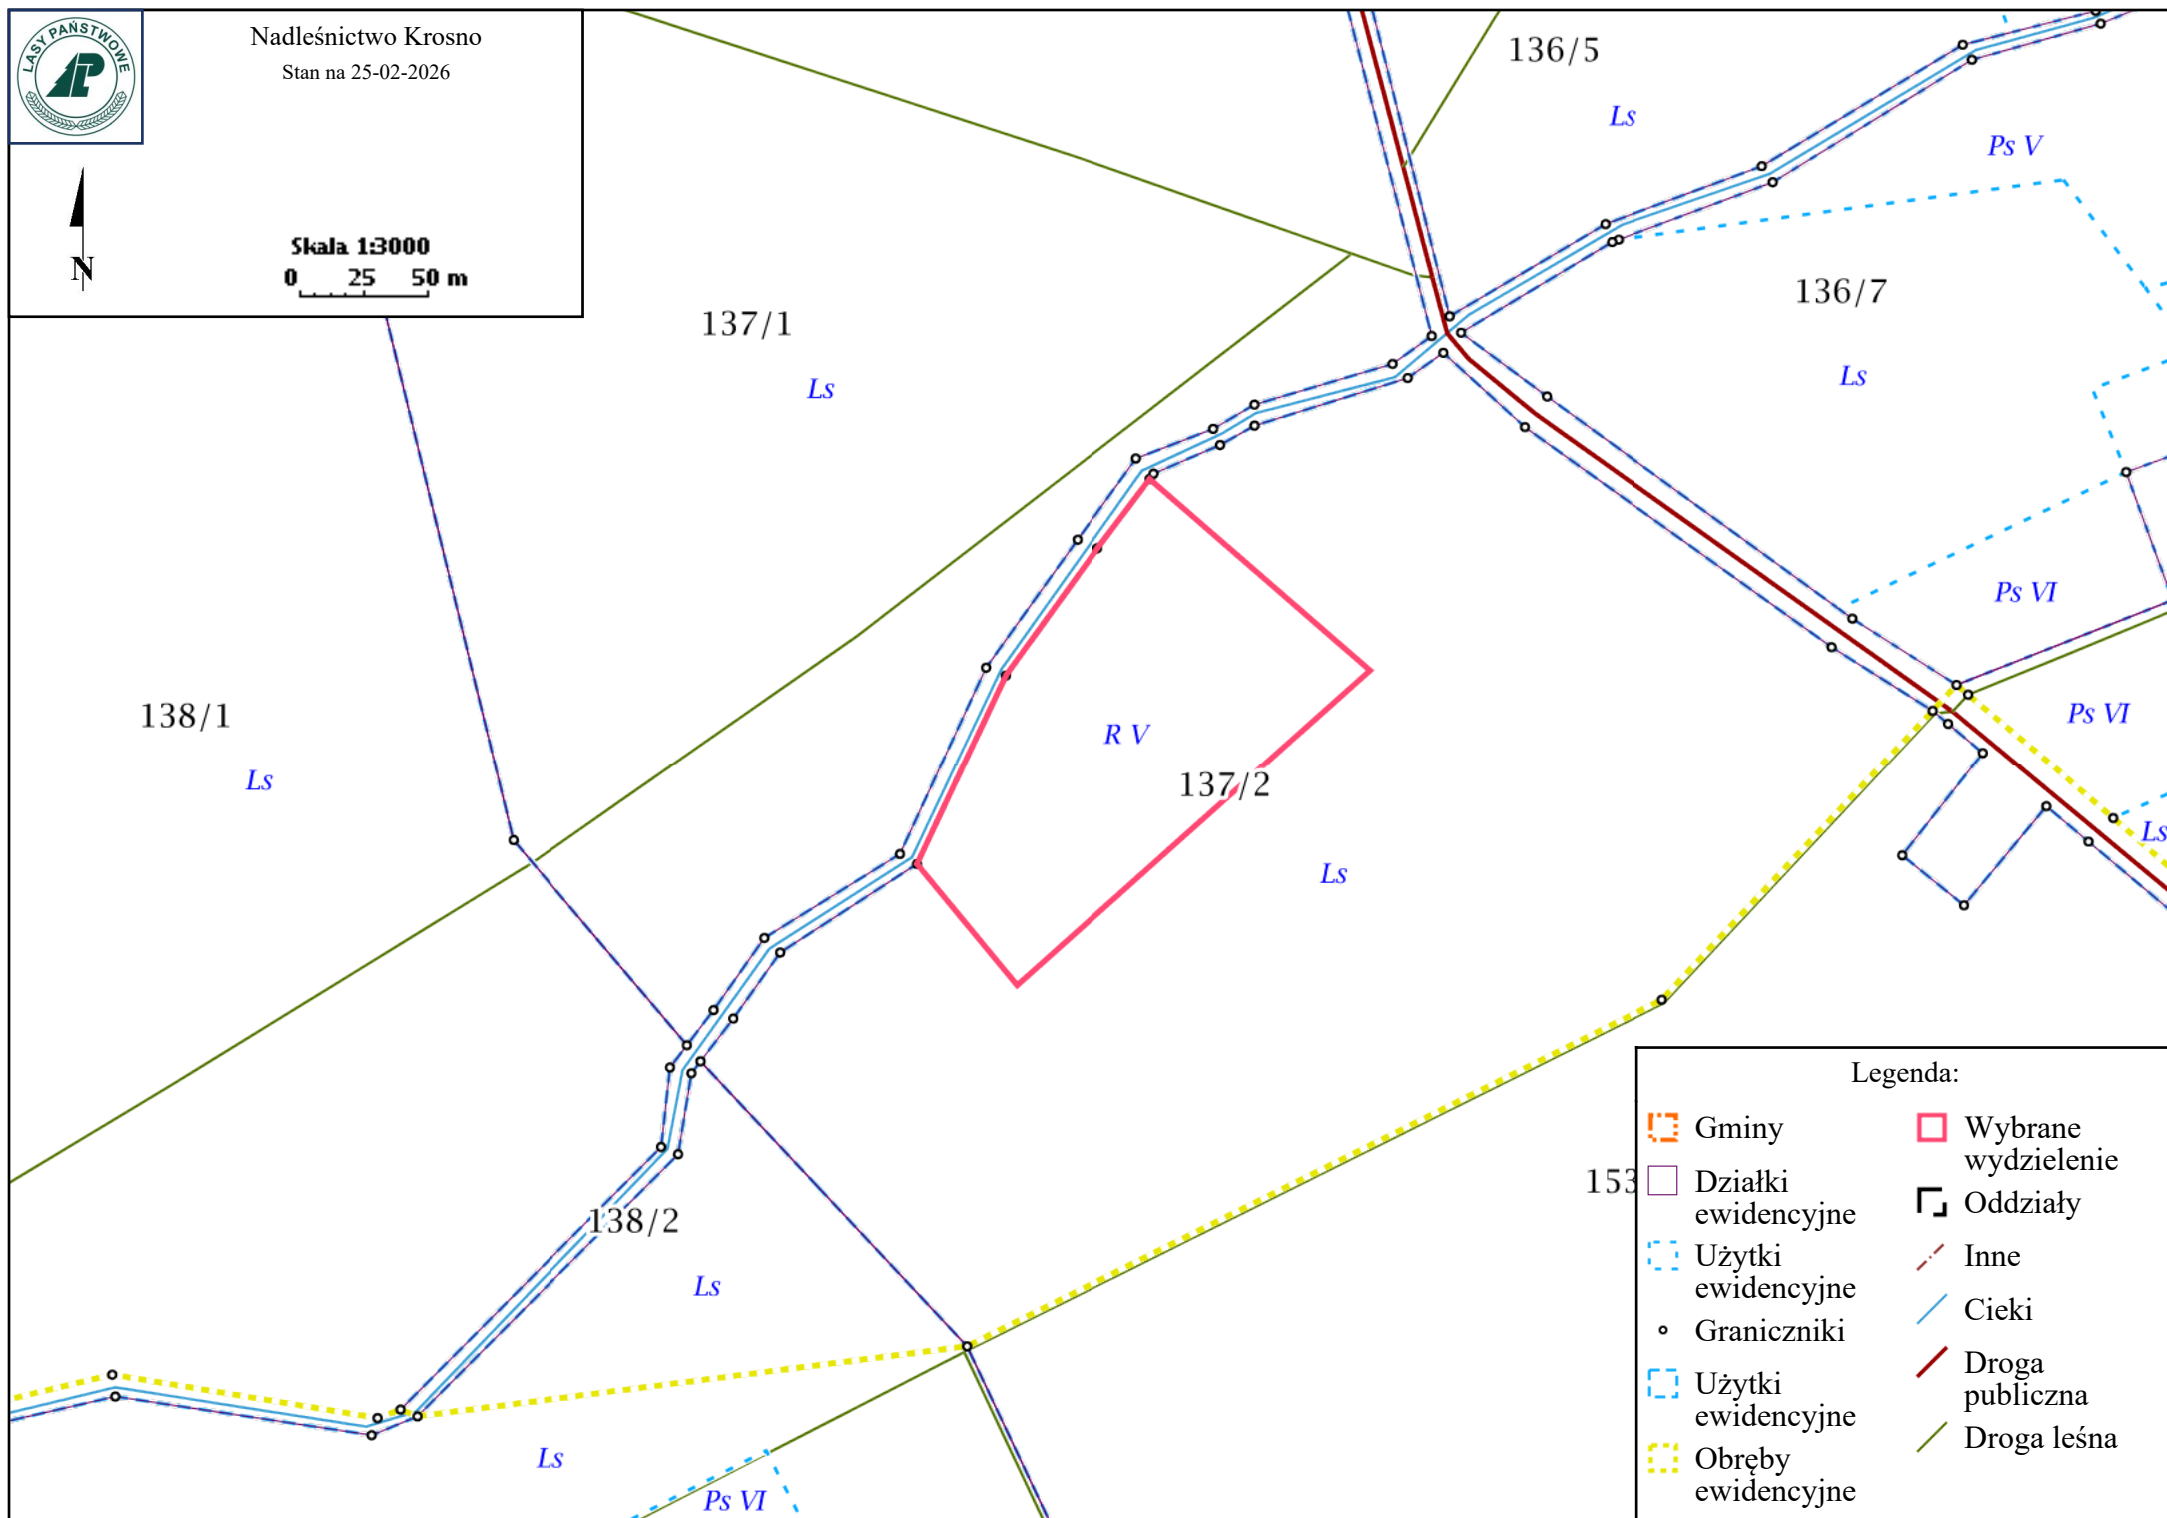 LASY PAŃSTWOWE
Nadleśnictwo Krosno
Stan na 25-02-2026
N
Skala 1:3000
0 25 50 m
136/5
Ls
Ps V
136/7
Ls
137/1
Ls
Ps VI
138/1
Ls
R V
137/2
Ps VI
Ls
Ls
138/2
Ls
153
Ls
Ps VI
Legenda:
Gminy
Działki
ewidencyjne
Użytki
ewidencyjne
Graniczniki
Użytki
ewidencyjne
Obręby
ewidencyjne
Wybrane
wydzielenie
Oddziały
Inne
Cieki
Droga
publiczna
Droga leśna